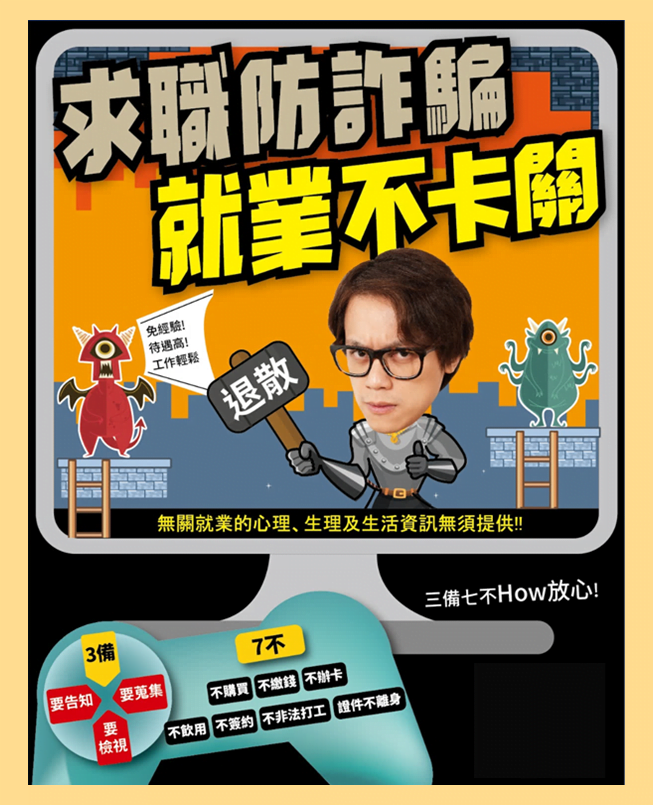 求職防詐騙
就業不卡關
免經驗!
待遇高!
工作輕鬆
退散
無關就業的心理、生理及生活資訊無須提供!!
三備七不How放心!
3備
要告知
要蒐集
要
檢視
7不
不購買 不繳錢 不辦卡
不飲用 不簽約 不非法打工 證件不離身